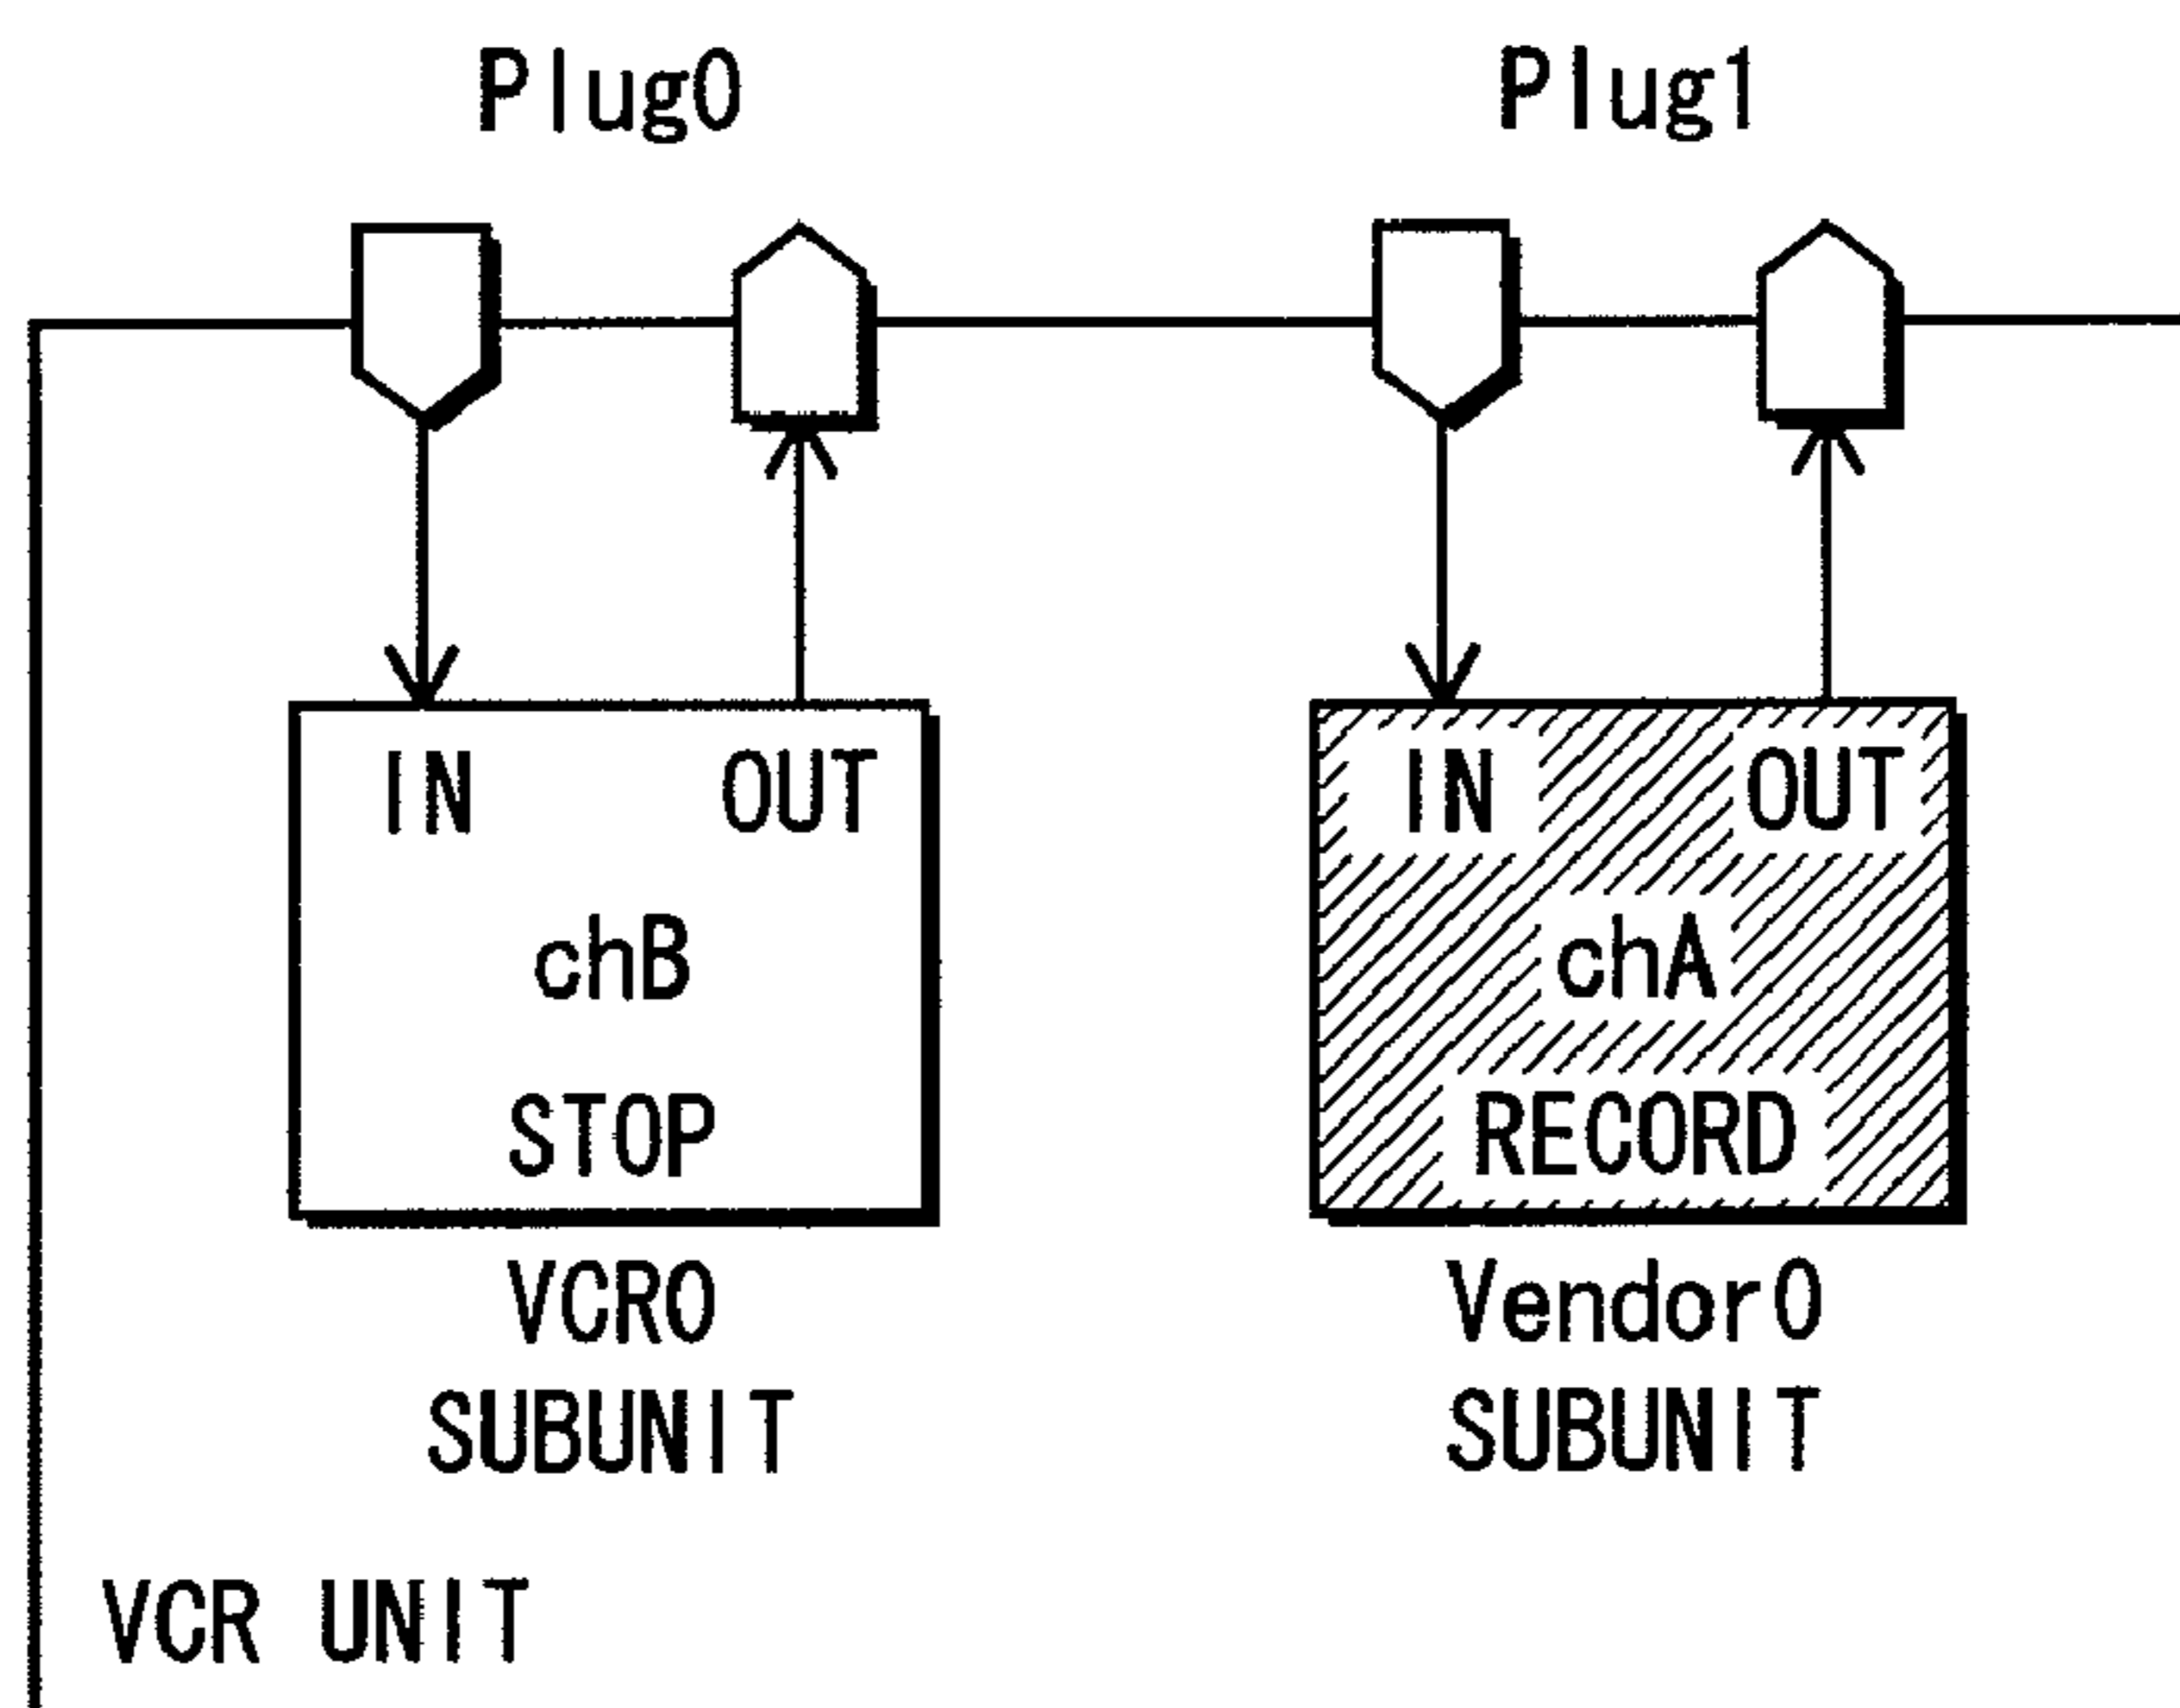 Plug0
Plug1
IN OUT
chB
STOP
VCR0
SUBUNIT
IN OUT
chA
RECORD
Vendor0
SUBUNIT
VCR UNIT